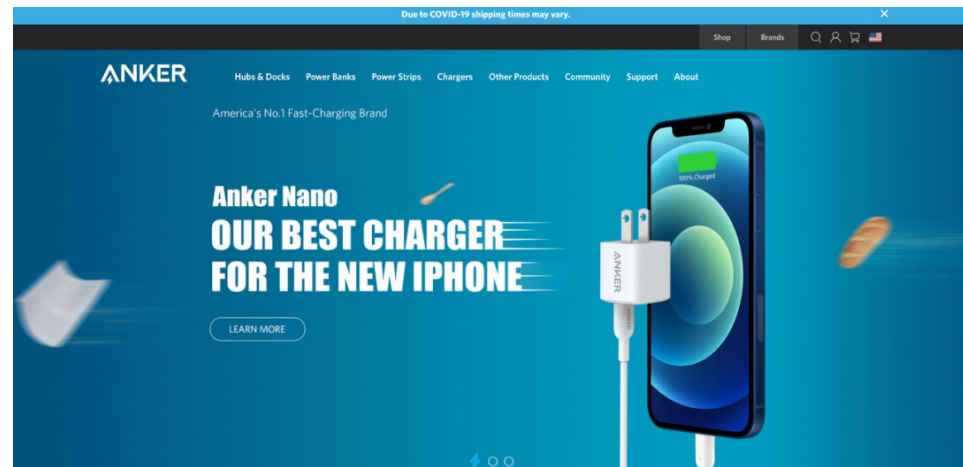 Due to COVID-19 shipping times may vary.
Shop Brands
ANKER
Hubs & Docks Power Banks Power Strips Chargers Other Products Community Support About
America's No.1 Fast-Charging Brand
Anker Nano
OUR BEST CHARGER
FOR THE NEW IPHONE
LEARN MORE
100% Charged
ANKER